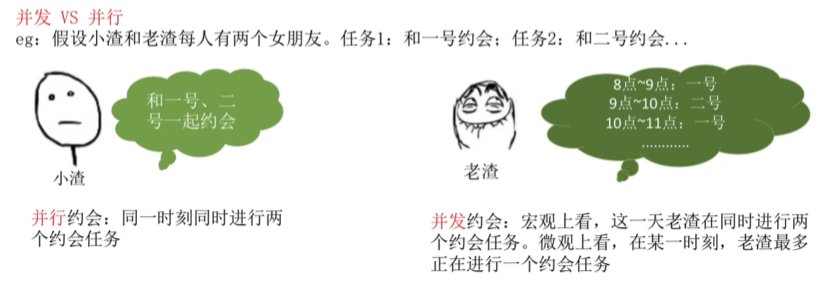 并发 VS 并行
eg：假设小渣和老渣每人有两个女朋友。任务1：和一号约会；任务2：和二号约会...
和一号、二
号一起约会
小渣
并行约会：同一时刻同时进行两
个约会任务
8点~9点：一号
9点~10点：二号
10点~11点：一号
…………
老渣
并发约会：宏观上看，这一天老渣在同时进行两
个约会任务。微观上看，在某一时刻，老渣最多
正在进行一个约会任务